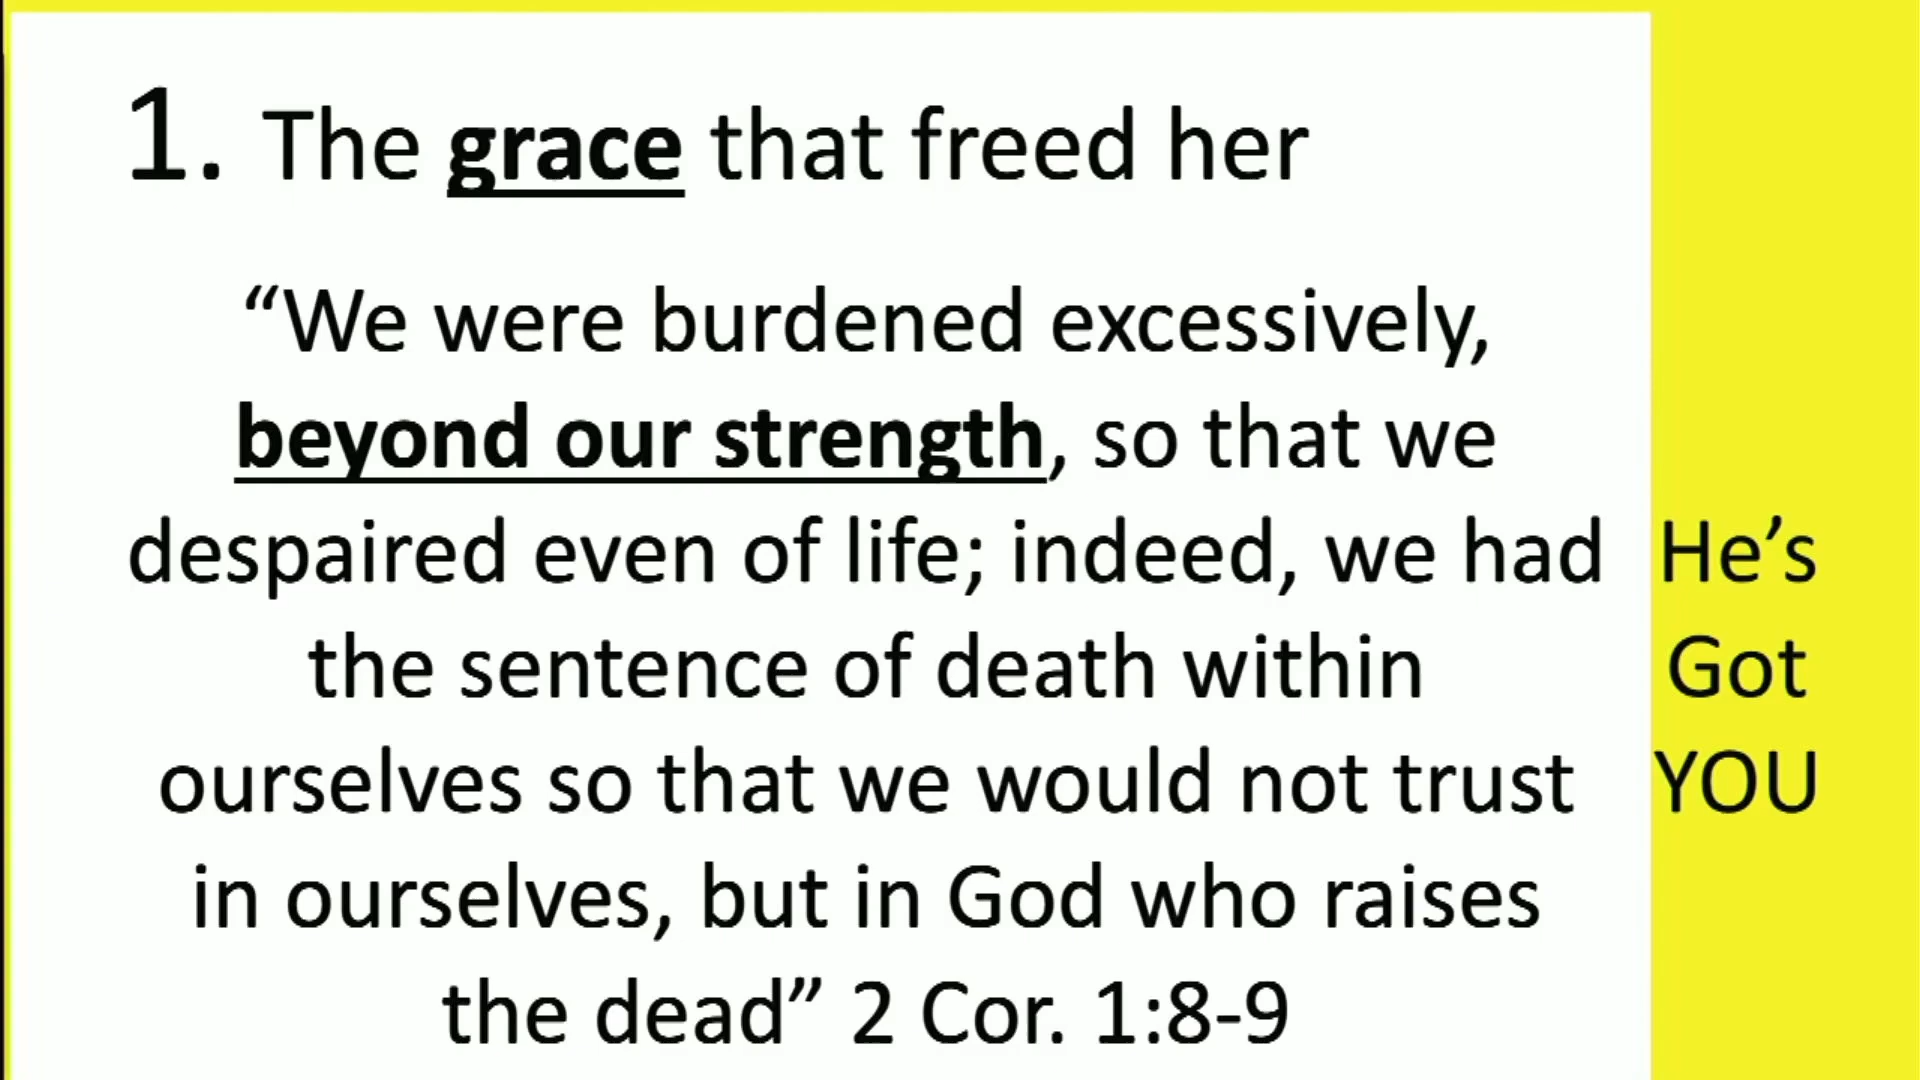 1. The grace that freed her
“We were burdened excessively,
beyond our strength, so that we
despaired even of life; indeed, we had
the sentence of death within
ourselves so that we would not trust
in ourselves, but in God who raises
the dead” 2 Cor. 1:8-9
He’s
Got
YOU